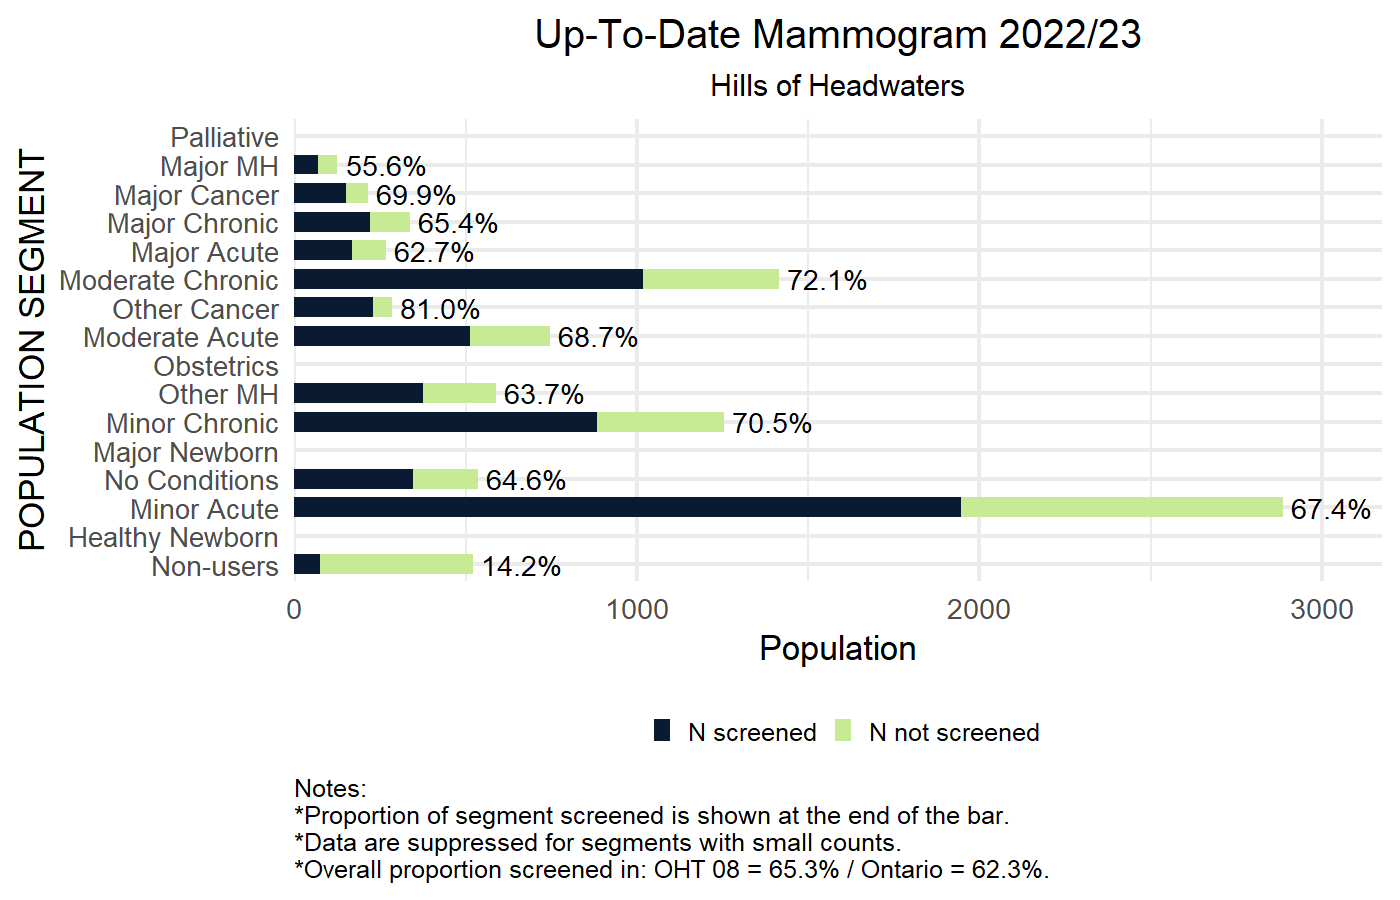 Up-To-Date Mammogram 2022/23
Hills of Headwaters
POPULATION SEGMENT
Palliative
Major MH 55.6%
Major Cancer 69.9%
Major Chronic 65.4%
Major Acute 62.7%
Moderate Chronic 72.1%
Other Cancer 81.0%
Moderate Acute 68.7%
Obstetrics
Other MH 63.7%
Minor Chronic 70.5%
Major Newborn
No Conditions 64.6%
Minor Acute 67.4%
Healthy Newborn
Non-users 14.2%
0 1000 2000 3000
Population
N screened N not screened
Notes:
*Proportion of segment screened is shown at the end of the bar.
*Data are suppressed for segments with small counts.
*Overall proportion screened in: OHT 08 = 65.3% / Ontario = 62.3%.